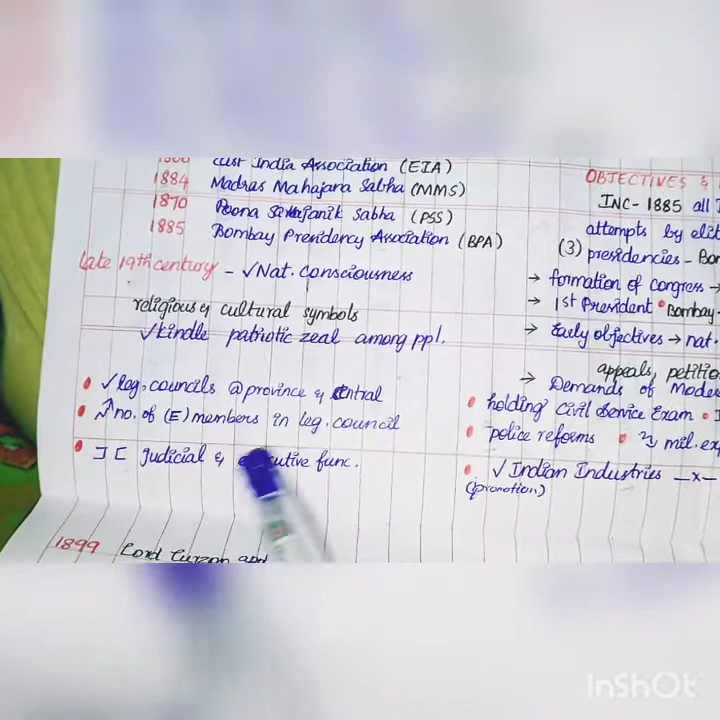 East India Association (EIA)
1884 Madras Mahajara Sabha (MMS)
1870 Poona Sarvajanik Sabha (PSS)
1885 Bombay Presidency Association (BPA)
Late 19th century - ✓Nat. consciousness
religious & cultural symbols
✓kindle patriotic zeal among ppl.
• ✓leg. councils @ province & central
• ↑ no. of (E) members in leg. council
• ⊐⊏ Judicial & executive func.
1899 Lord Curzon and
OBJECTIVES &
INC - 1885 all
attempts by elit
(3) presidencies - Bom
→ formation of congress →
→ 1st President • Bombay -
→ Early objectives → nat.
appeals, petitio
→ Demands of Moder
• holding Civil Service Exam •
• police reforms • mil. ex
• ✓Indian Industries —x—
(promotion)
InShOt